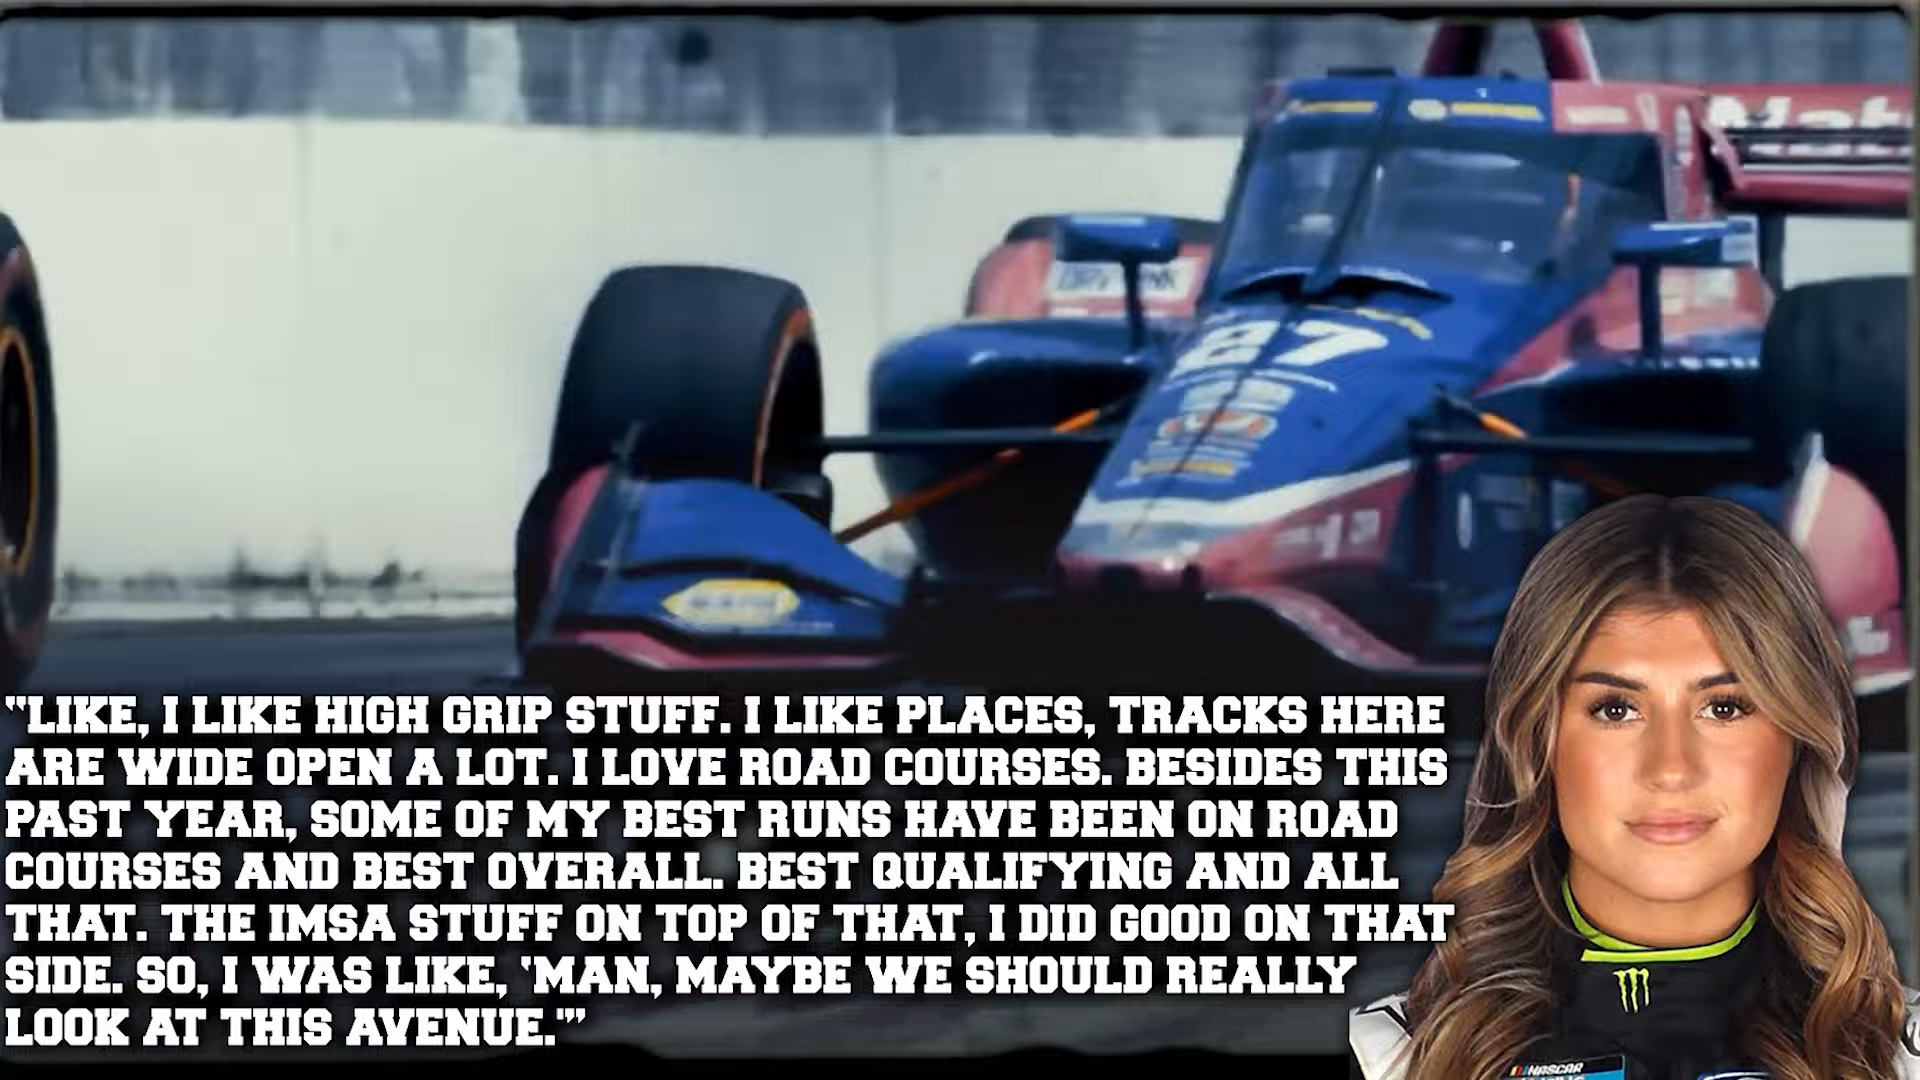 27
"LIKE, I LIKE HIGH GRIP STUFF. I LIKE PLACES, TRACKS HERE
ARE WIDE OPEN A LOT. I LOVE ROAD COURSES. BESIDES THIS
PAST YEAR, SOME OF MY BEST RUNS HAVE BEEN ON ROAD
COURSES AND BEST OVERALL. BEST QUALIFYING AND ALL
THAT. THE IMSA STUFF ON TOP OF THAT, I DID GOOD ON THAT
SIDE. SO, I WAS LIKE, 'MAN, MAYBE WE SHOULD REALLY
LOOK AT THIS AVENUE.'"
NASCAR